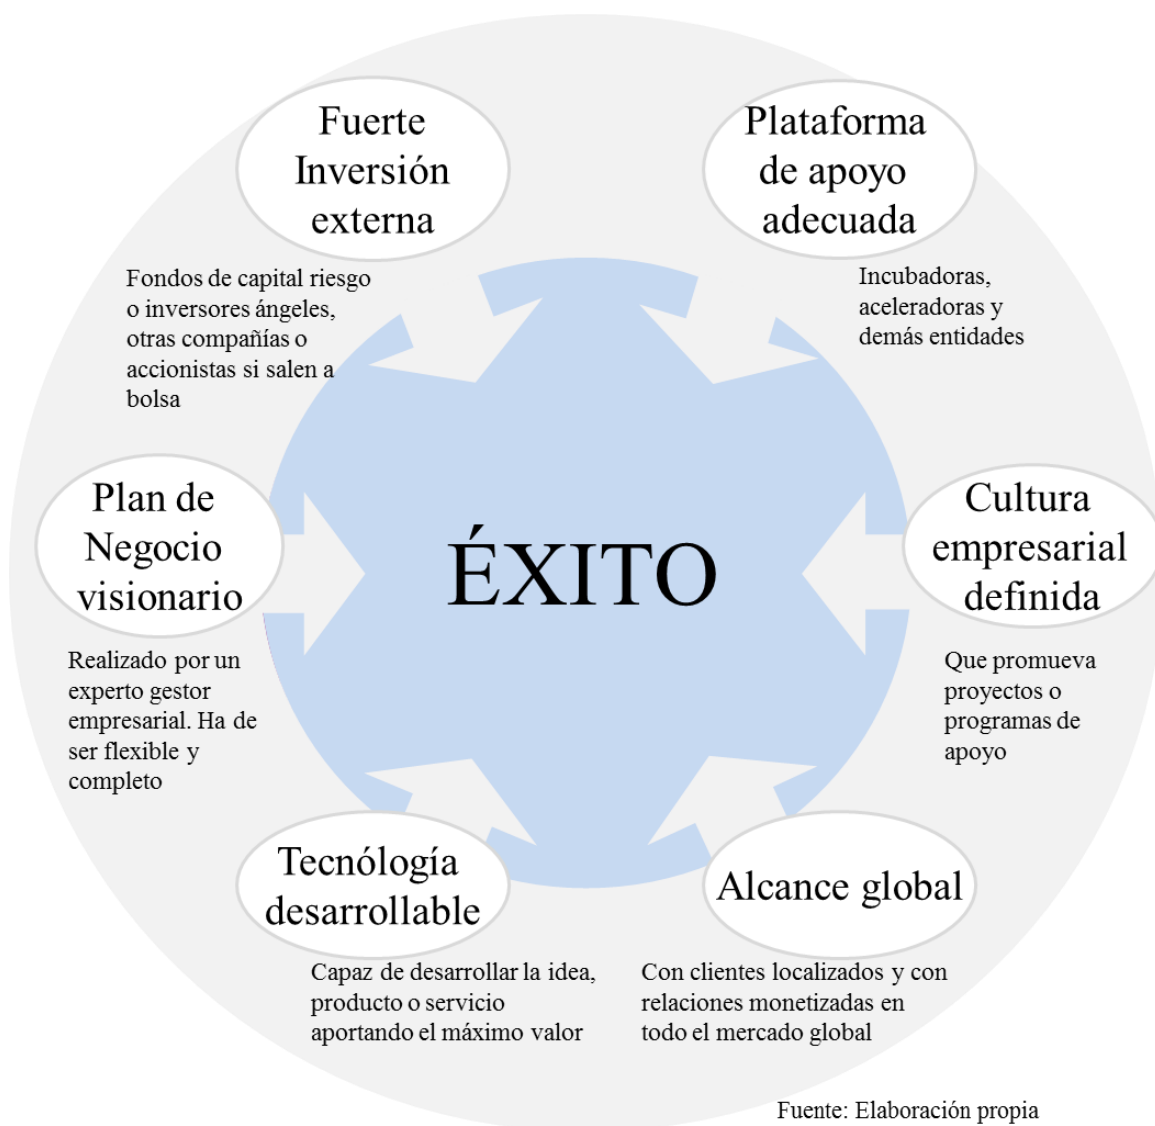 Fuerte
Inversión
externa
Fondos de capital riesgo
o inversores ángeles,
otras compañías o
accionistas si salen a
bolsa
Plataforma
de apoyo
adecuada
Incubadoras,
aceleradoras y
demás entidades
Plan de
Negocio
visionario
Realizado por un
experto gestor
empresarial. Ha de
ser flexible y
completo
ÉXITO
Cultura
empresarial
definida
Que promueva
proyectos o
programas de
apoyo
Tecnólogía
desarrollable
Capaz de desarrollar la idea,
producto o servicio
aportando el máximo valor
Alcance global
Con clientes localizados y con
relaciones monetizadas en
todo el mercado global
Fuente: Elaboración propia